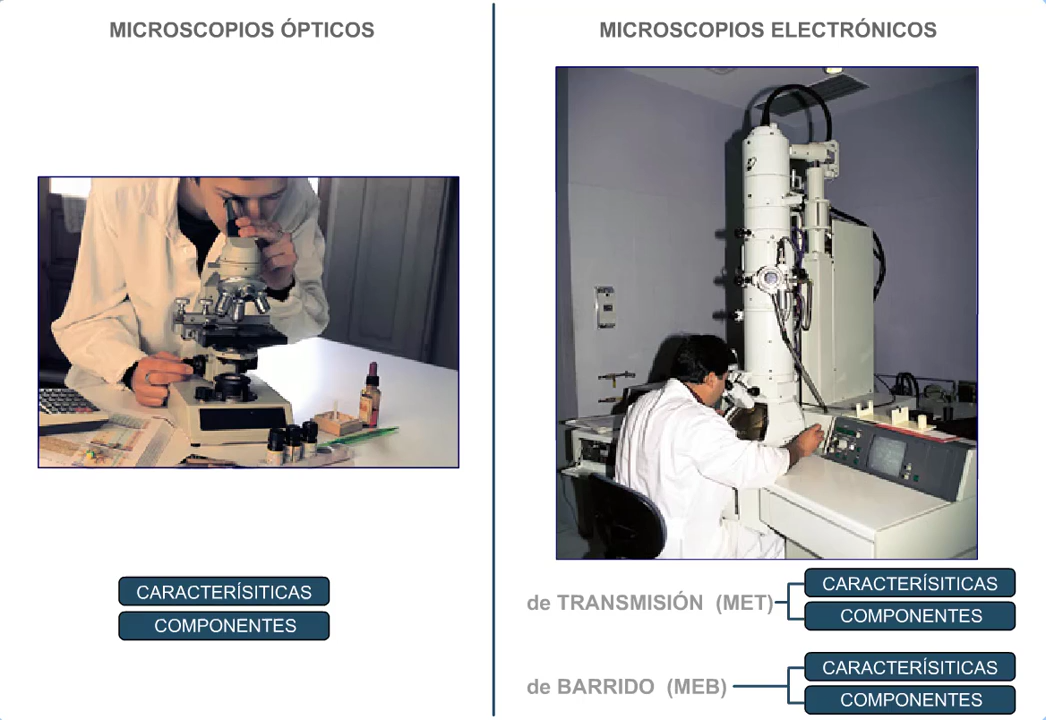 MICROSCOPIOS ÓPTICOS
CARACTERÍSITICAS
COMPONENTES
MICROSCOPIOS ELECTRÓNICOS
de TRANSMISIÓN (MET)
CARACTERÍSITICAS
COMPONENTES
de BARRIDO (MEB)
CARACTERÍSITICAS
COMPONENTES